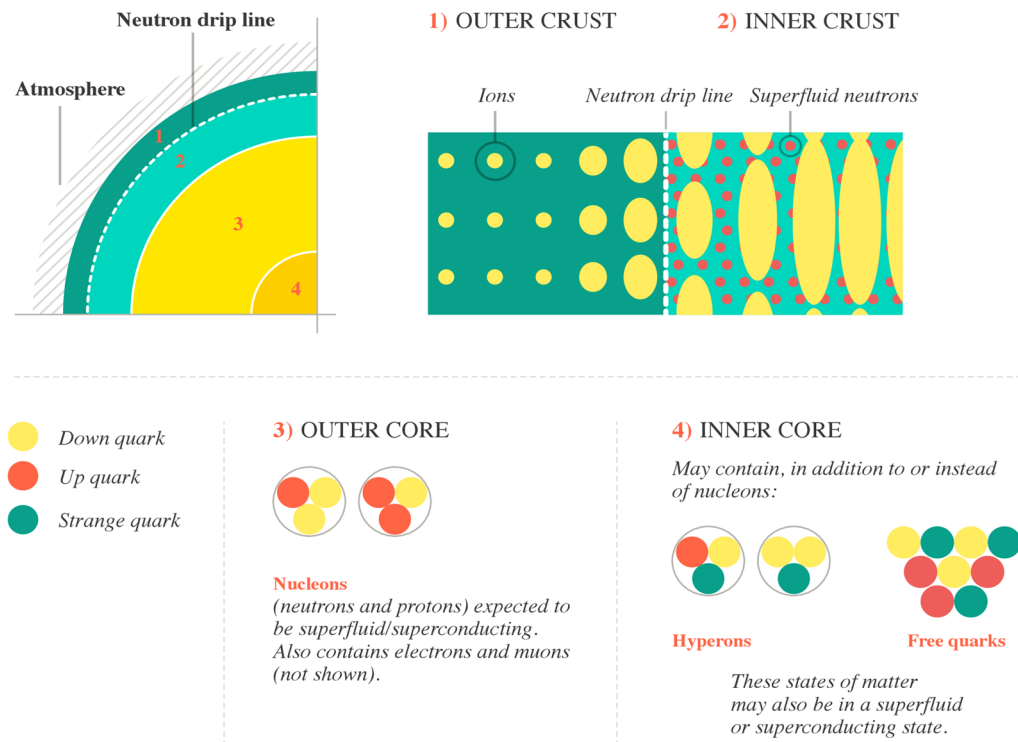 Neutron drip line
Atmosphere
1
2
3
4
1) OUTER CRUST
2) INNER CRUST
Ions
Neutron drip line
Superfluid neutrons
Down quark
Up quark
Strange quark
3) OUTER CORE
Nucleons
(neutrons and protons) expected to
be superfluid/superconducting.
Also contains electrons and muons
(not shown).
4) INNER CORE
May contain, in addition to or instead
of nucleons:
Hyperons
Free quarks
These states of matter
may also be in a superfluid
or superconducting state.